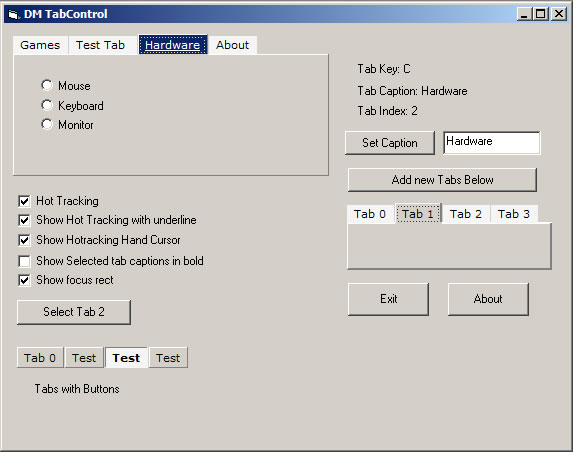 DM TabControl
Games Test Tab Hardware About
Mouse
Keyboard
Monitor
Tab Key: C
Tab Caption: Hardware
Tab Index: 2
Set Caption Hardware
Add new Tabs Below
Tab 0 Tab 1 Tab 2 Tab 3
Exit About
Hot Tracking
Show Hot Tracking with underline
Show Hotracking Hand Cursor
Show Selected tab captions in bold
Show focus rect
Select Tab 2
Tab 0 Test Test Test
Tabs with Buttons